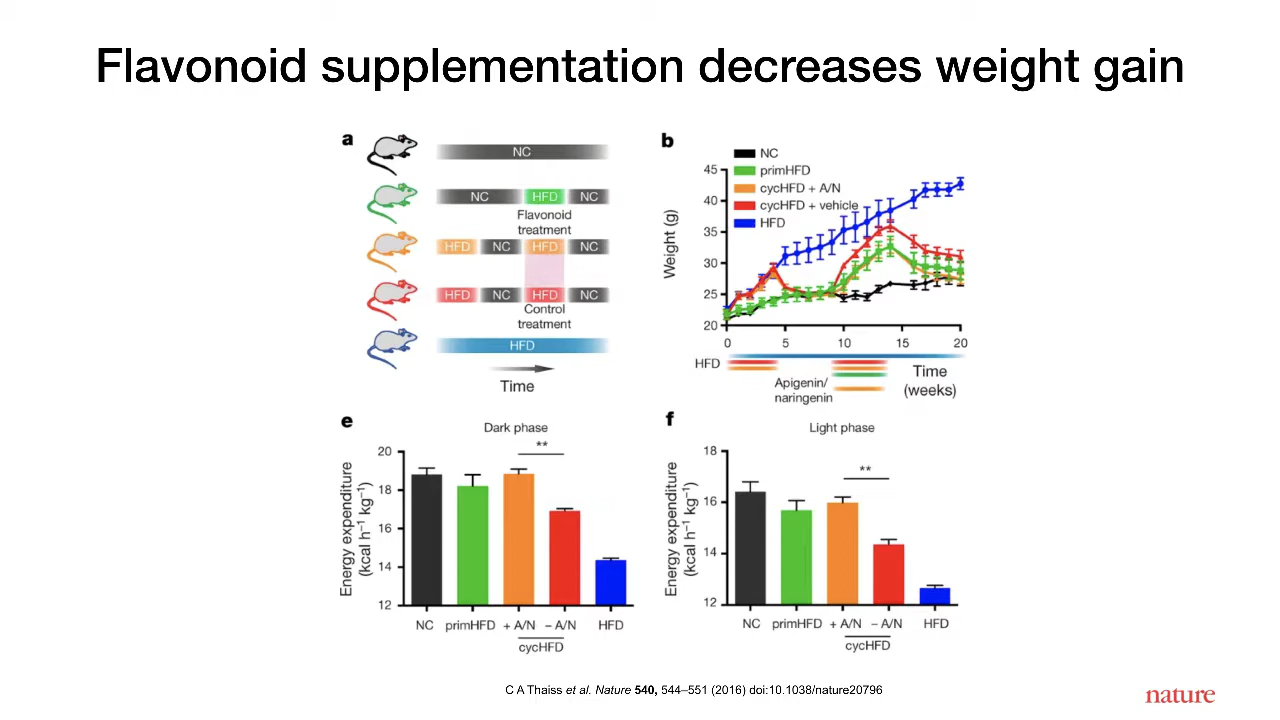 Flavonoid supplementation decreases weight gain
a
NC
NC HFD NC
Flavonoid
treatment
HFD NC HFD NC
HFD NC HFD NC
Control
treatment
HFD
Time
b
NC
primHFD
cycHFD + A/N
cycHFD + vehicle
HFD
Weight (g)
45
40
35
30
25
20
0 5 10 15 20
HFD
Apigenin/
naringenin
Time
(weeks)
e
Dark phase
**
Energy expenditure
(kcal h⁻¹ kg⁻¹)
20
18
16
14
12
NC primHFD + A/N − A/N HFD
cycHFD
f
Light phase
**
Energy expenditure
(kcal h⁻¹ kg⁻¹)
18
16
14
12
NC primHFD + A/N − A/N HFD
cycHFD
C A Thaiss et al. Nature 540, 544–551 (2016) doi:10.1038/nature20796
nature